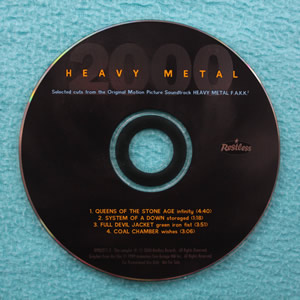 2000
HEAVY METAL
Selected cuts from the Original Motion Picture Soundtrack HEAVY METAL F.A.K.K.²
Restless
1. QUEENS OF THE STONE AGE infinity (4:40)
2. SYSTEM OF A DOWN storaged (1:18)
3. FULL DEVIL JACKET green iron fist (3:51)
4. COAL CHAMBER wishes (3:06)